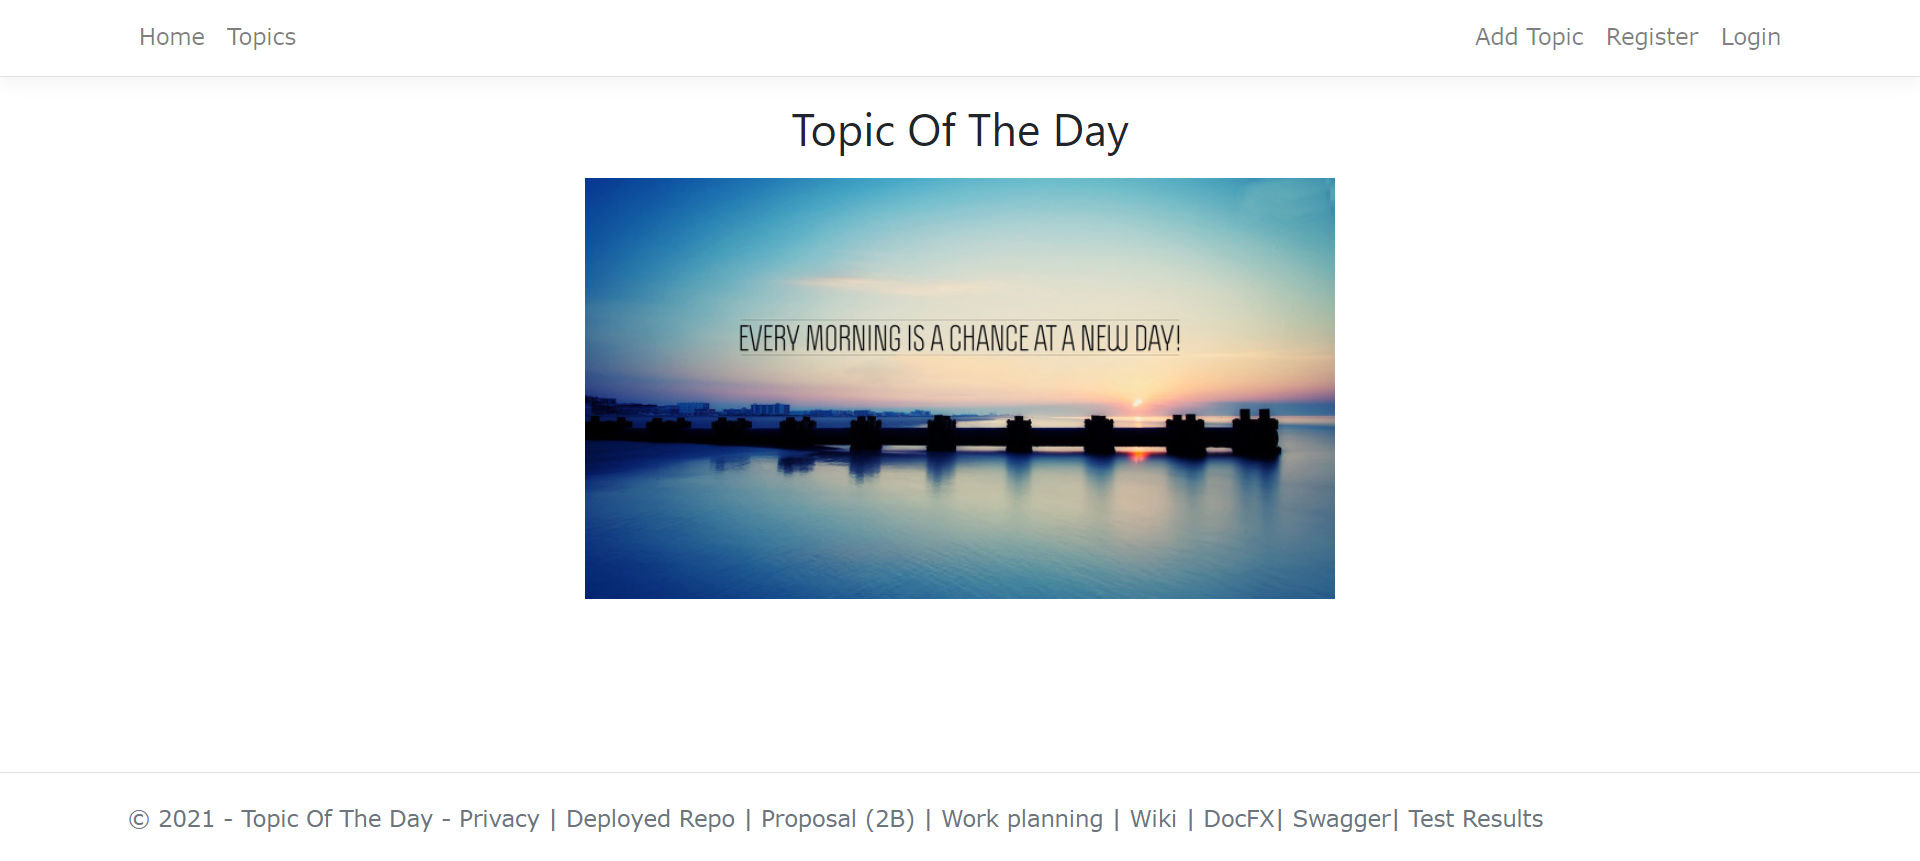 Home Topics Add Topic Register Login
Topic Of The Day
EVERY MORNING IS A CHANCE AT A NEW DAY!
© 2021 - Topic Of The Day - Privacy | Deployed Repo | Proposal (2B) | Work planning | Wiki | DocFX| Swagger| Test Results